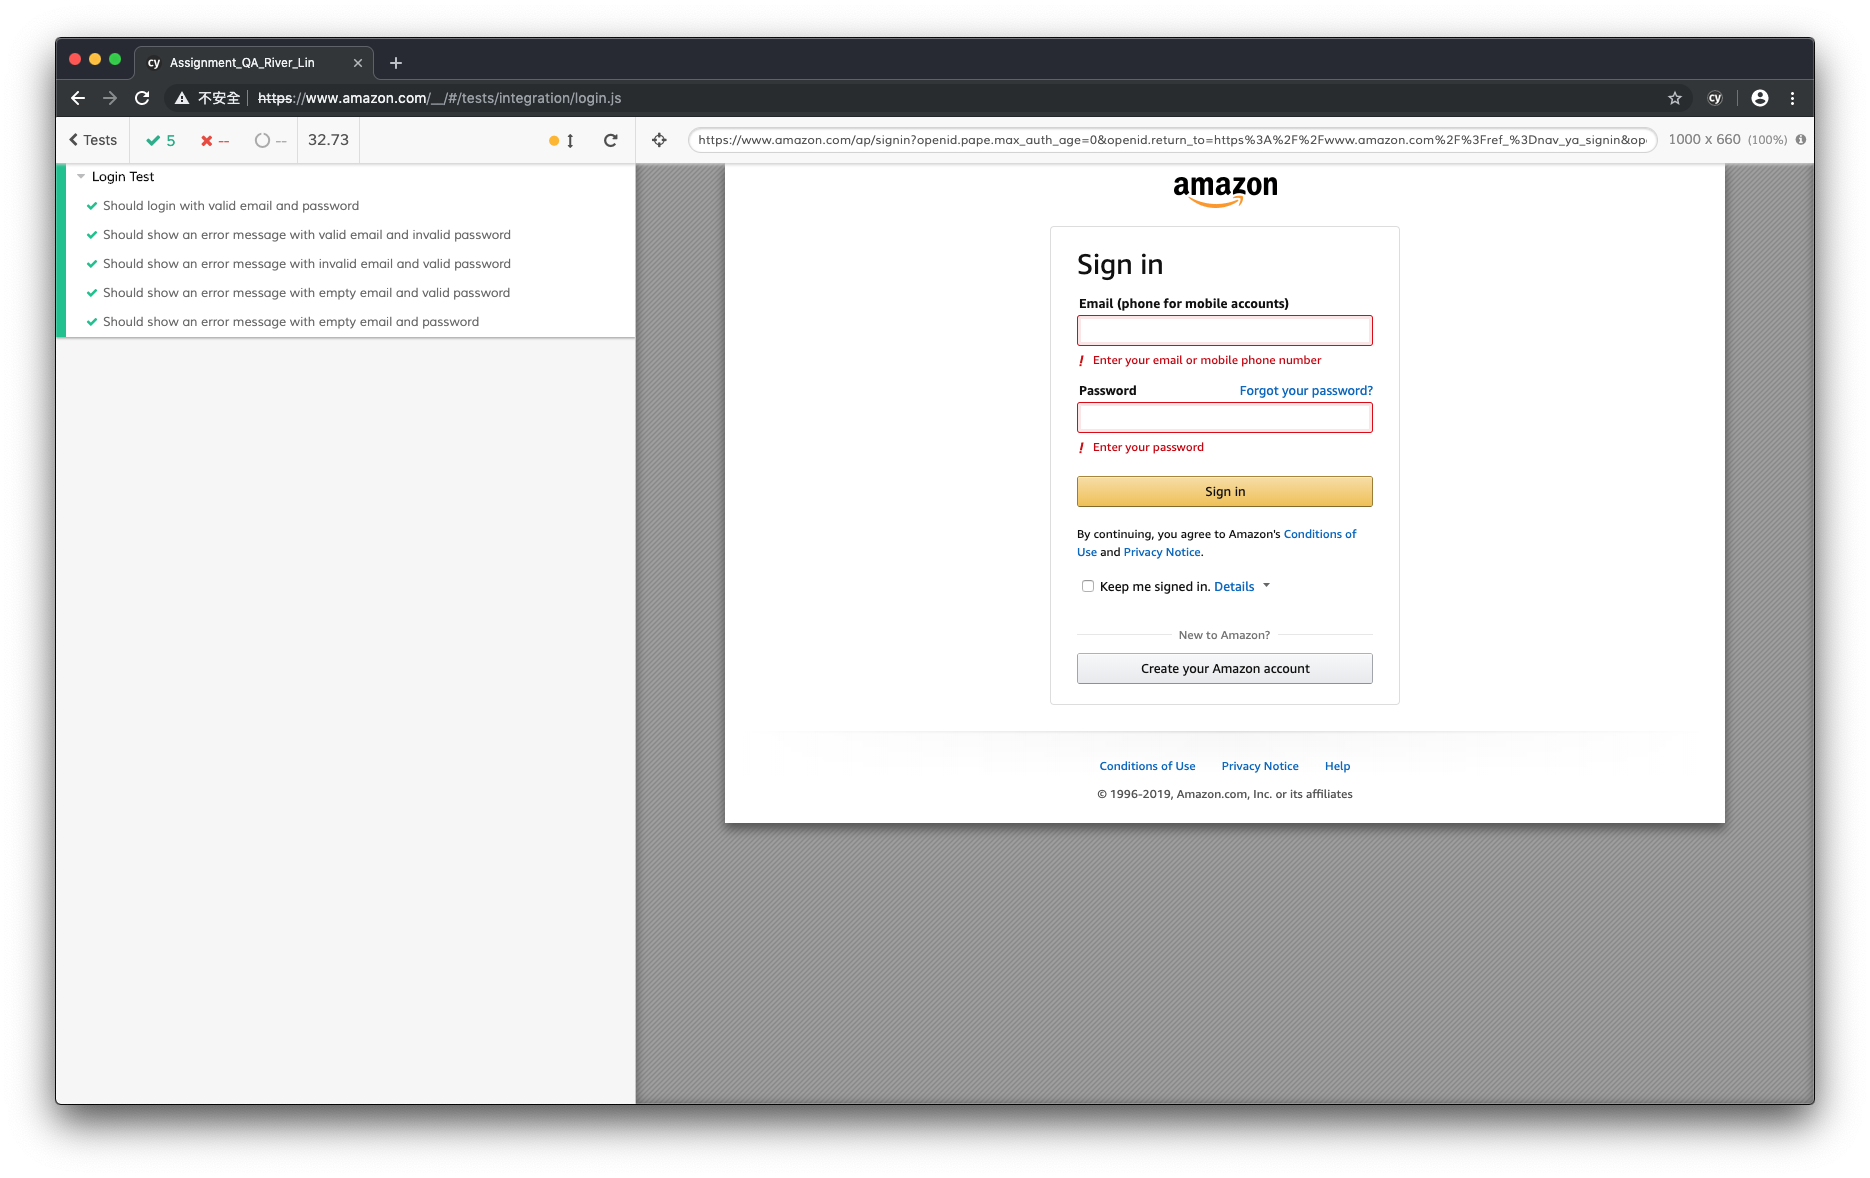 cy Assignment_QA_River_Lin
不安全 https://www.amazon.com/__/#/tests/integration/login.js cy
Tests 5 -- -- 32.73
https://www.amazon.com/ap/signin?openid.pape.max_auth_age=0&openid.return_to=https%3A%2F%2Fwww.amazon.com%2F%3Fref_%3Dnav_ya_signin&ope 1000 x 660 (100%)
Login Test
Should login with valid email and password
Should show an error message with valid email and invalid password
Should show an error message with invalid email and valid password
Should show an error message with empty email and valid password
Should show an error message with empty email and password
amazon
Sign in
Email (phone for mobile accounts)
! Enter your email or mobile phone number
Password Forgot your password?
! Enter your password
Sign in
By continuing, you agree to Amazon's Conditions of
Use and Privacy Notice.
Keep me signed in. Details
New to Amazon?
Create your Amazon account
Conditions of Use Privacy Notice Help
© 1996-2019, Amazon.com, Inc. or its affiliates